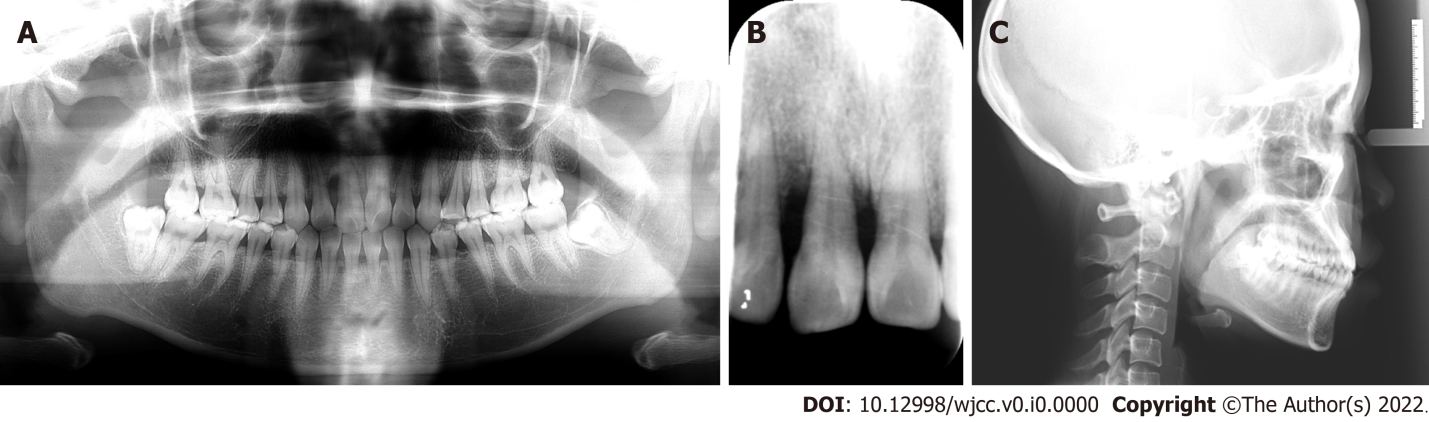 A
B
C
DOI: 10.12998/wjcc.v0.i0.0000 Copyright ©The Author(s) 2022.